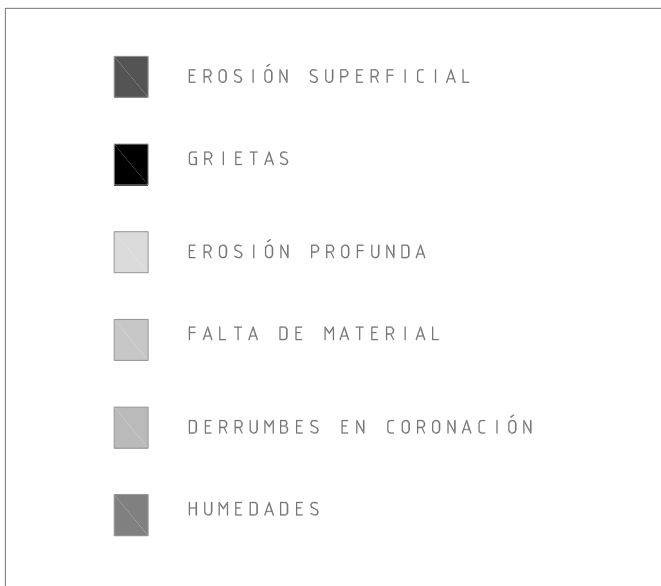 EROSIÓN SUPERFICIAL
GRIETAS
EROSIÓN PROFUNDA
FALTA DE MATERIAL
DERRUMBES EN CORONACIÓN
HUMEDADES